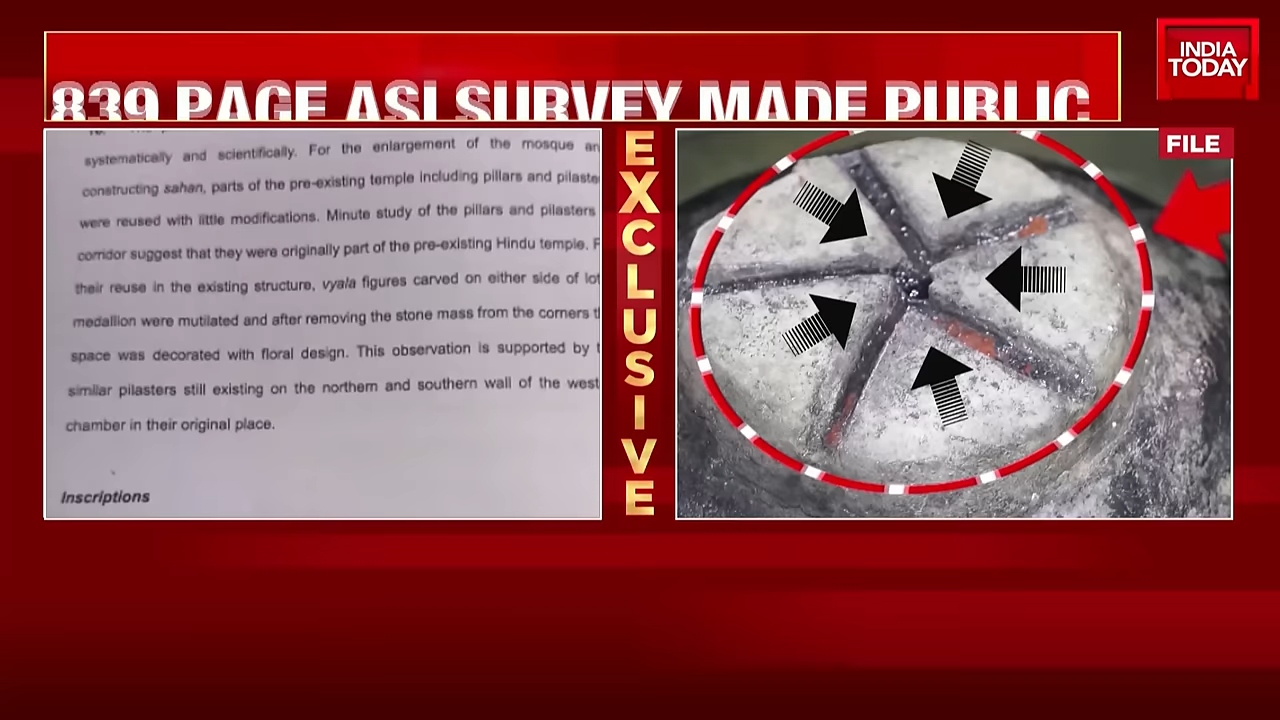 839 PAGE ASI SURVEY MADE PUBLIC
INDIA
TODAY
systematically and scientifically. For the enlargement of the mosque an
constructing sahan, parts of the pre-existing temple including pillars and pilaste
were reused with little modifications. Minute study of the pillars and pilasters
corridor suggest that they were originally part of the pre-existing Hindu temple. F
their reuse in the existing structure, vyala figures carved on either side of lot
medallion were mutilated and after removing the stone mass from the corners t
space was decorated with floral design. This observation is supported by t
similar pilasters still existing on the northern and southern wall of the west
chamber in their original place.
Inscriptions
EXCLUSIVE
FILE